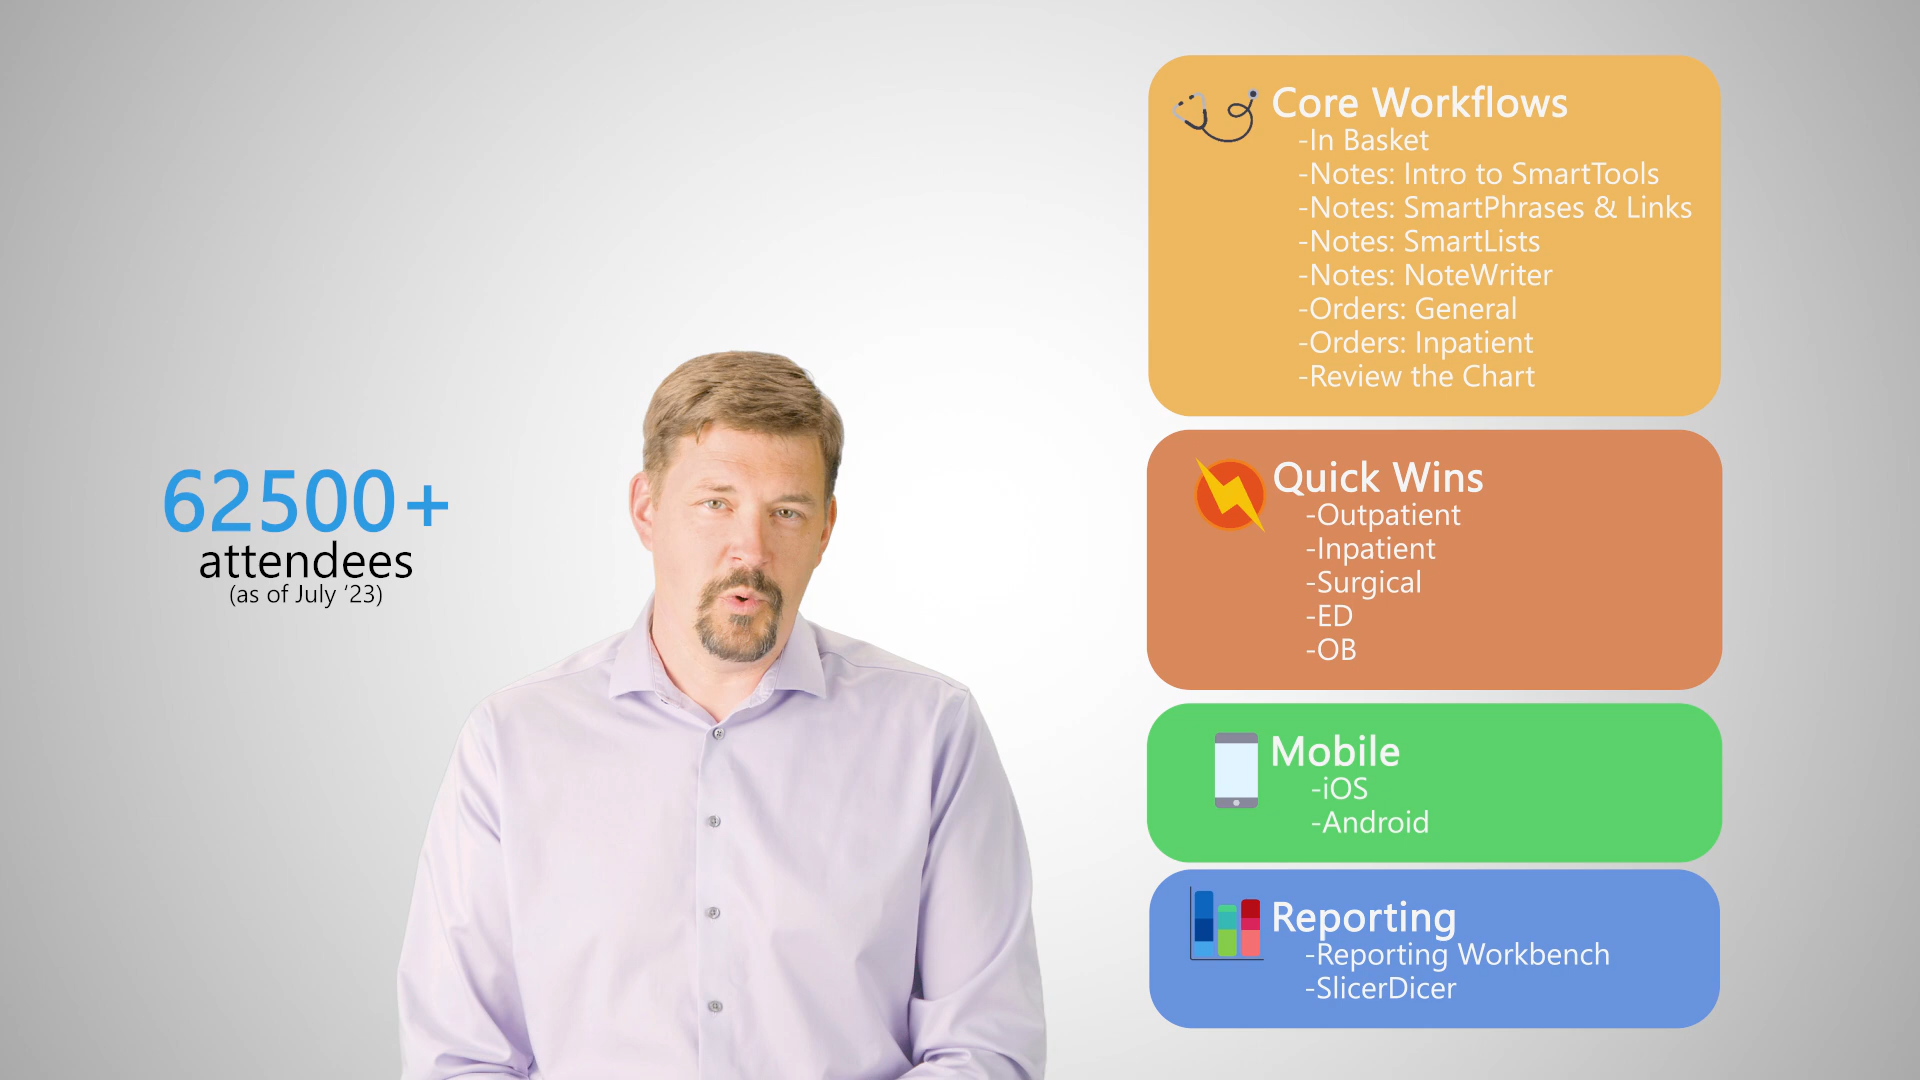 62500+
attendees
(as of July ‘23)
Core Workflows
-In Basket
-Notes: Intro to SmartTools
-Notes: SmartPhrases & Links
-Notes: SmartLists
-Notes: NoteWriter
-Orders: General
-Orders: Inpatient
-Review the Chart
Quick Wins
-Outpatient
-Inpatient
-Surgical
-ED
-OB
Mobile
-iOS
-Android
Reporting
-Reporting Workbench
-SlicerDicer